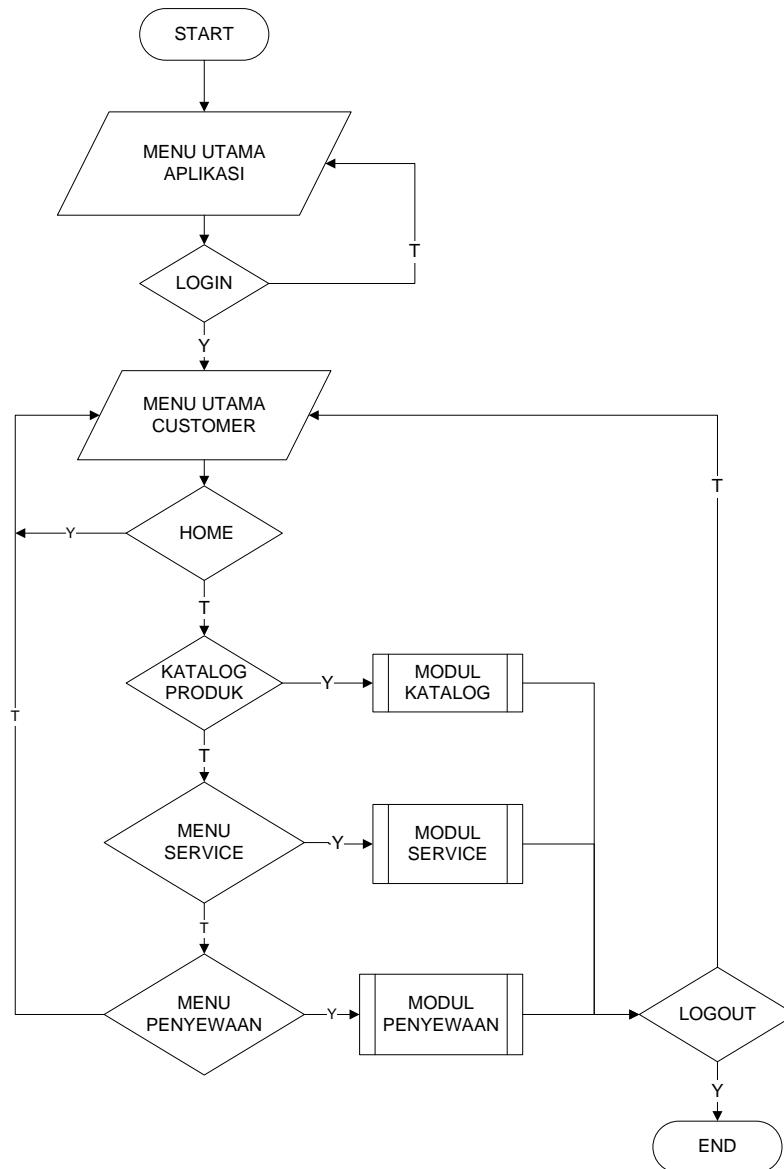 START
MENU UTAMA
APLIKASI
T
LOGIN
Y
MENU UTAMA
CUSTOMER
T
Y
HOME
T
KATALOG
PRODUK
Y
MODUL
KATALOG
T
T
MENU
SERVICE
Y
MODUL
SERVICE
T
MENU
PENYEWAAN
Y
MODUL
PENYEWAAN
LOGOUT
Y
END